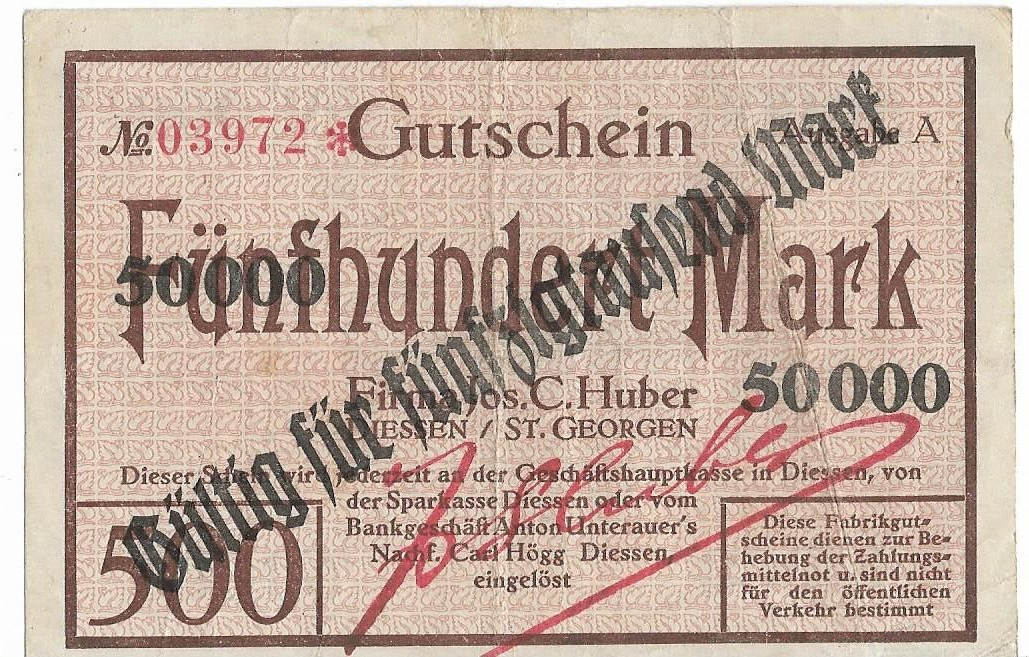 No. 03972 * Gutschein Ausgabe A
Fünfhundert Mark
50000
Gültig für fünfzigtausend Mark
50000
Firma Jos. C. Huber
DIESSEN / ST. GEORGEN
Dieser Schein wird jederzeit an der Geschäftshauptkasse in Diessen, von
der Sparkasse Diessen oder vom
Bankgeschäft Anton Unterauer's
Nachf. Carl Högg Diessen,
eingelöst
500
Diese Fabrikgut=
scheine dienen zur Be=
hebung der Zahlungs=
mittelnot u. sind nicht
für den öffentlichen
Verkehr bestimmt